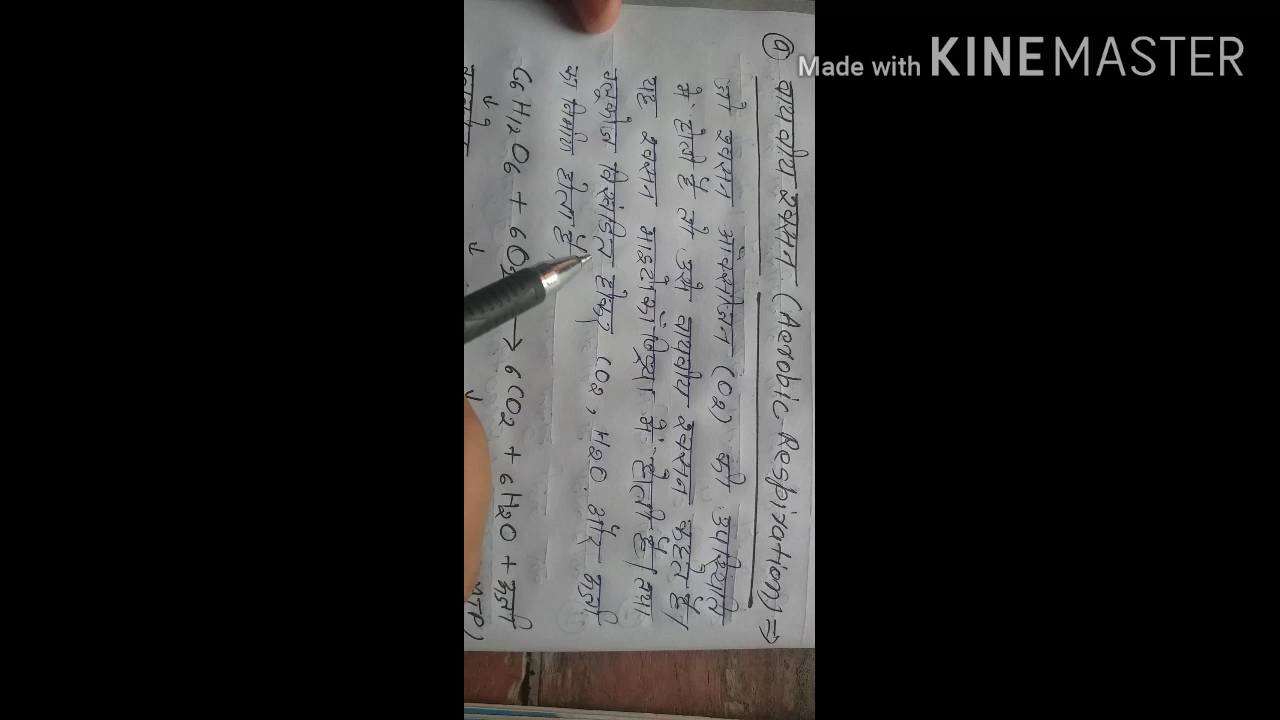 Made with KINEMASTER
(a) वायवीय श्वसन (Aerobic Respiration) ⇒
जो श्वसन ऑक्सीजन (O2) की उपस्थिति
में होती है तो उसे वायवीय श्वसन कहते है|
यह श्वसन माइटोकॉण्ड्रिया में होती है| तथा
ग्लूकोज विखंडित होकर CO2, H2O और ऊर्जा
का निर्माण होता है
C6H12O6 + 6O2 → 6CO2 + 6H2O + ऊर्जा
ATP)